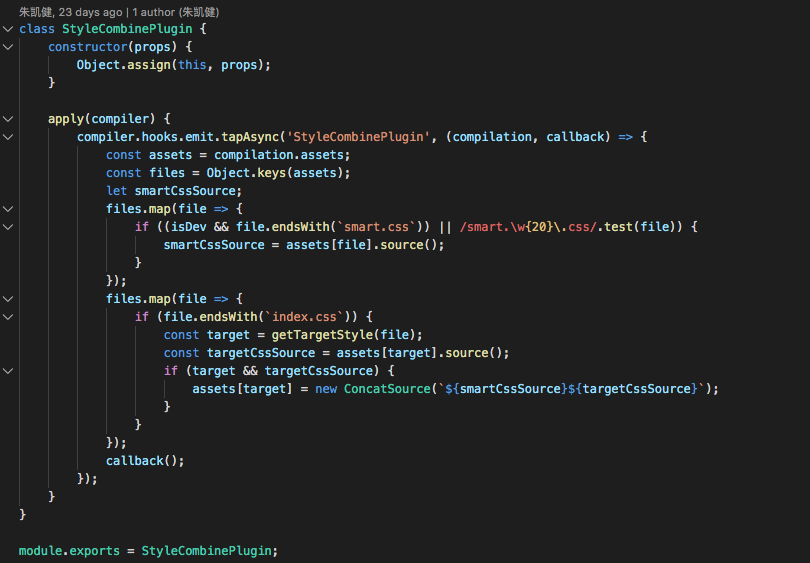 朱凯健, 23 days ago | 1 author (朱凯健)
class StyleCombinePlugin {
    constructor(props) {
        Object.assign(this, props);
    }

    apply(compiler) {
        compiler.hooks.emit.tapAsync('StyleCombinePlugin', (compilation, callback) => {
            const assets = compilation.assets;
            const files = Object.keys(assets);
            let smartCssSource;
            files.map(file => {
                if ((isDev && file.endsWith(`smart.css`)) || /smart.\w{20}\.css/.test(file)) {
                    smartCssSource = assets[file].source();
                }
            });
            files.map(file => {
                if (file.endsWith(`index.css`)) {
                    const target = getTargetStyle(file);
                    const targetCssSource = assets[target].source();
                    if (target && targetCssSource) {
                        assets[target] = new ConcatSource(`${smartCssSource}${targetCssSource}`);
                    }
                }
            });
            callback();
        });
    }
}

module.exports = StyleCombinePlugin;